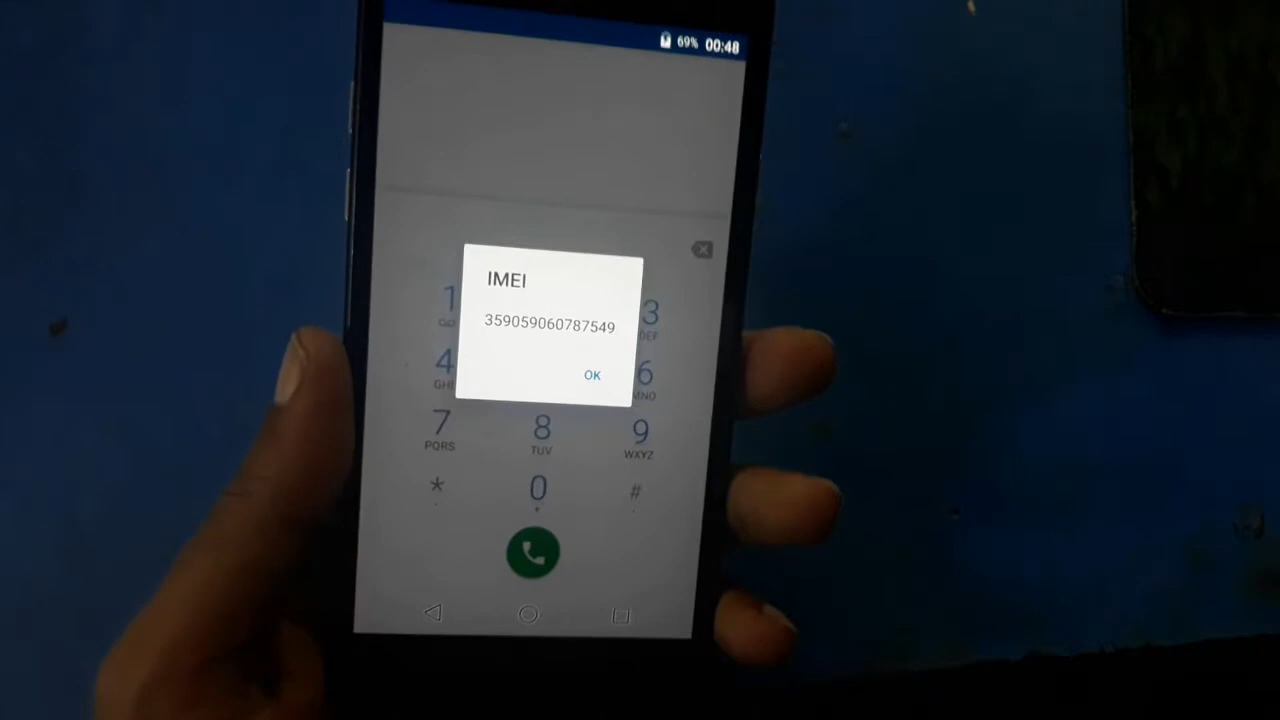 69% 00:48
IMEI
359059060787549
OK
1 3
DEF
4 6
GHI MNO
7 8 9
PQRS TUV WXYZ
* 0 #
+